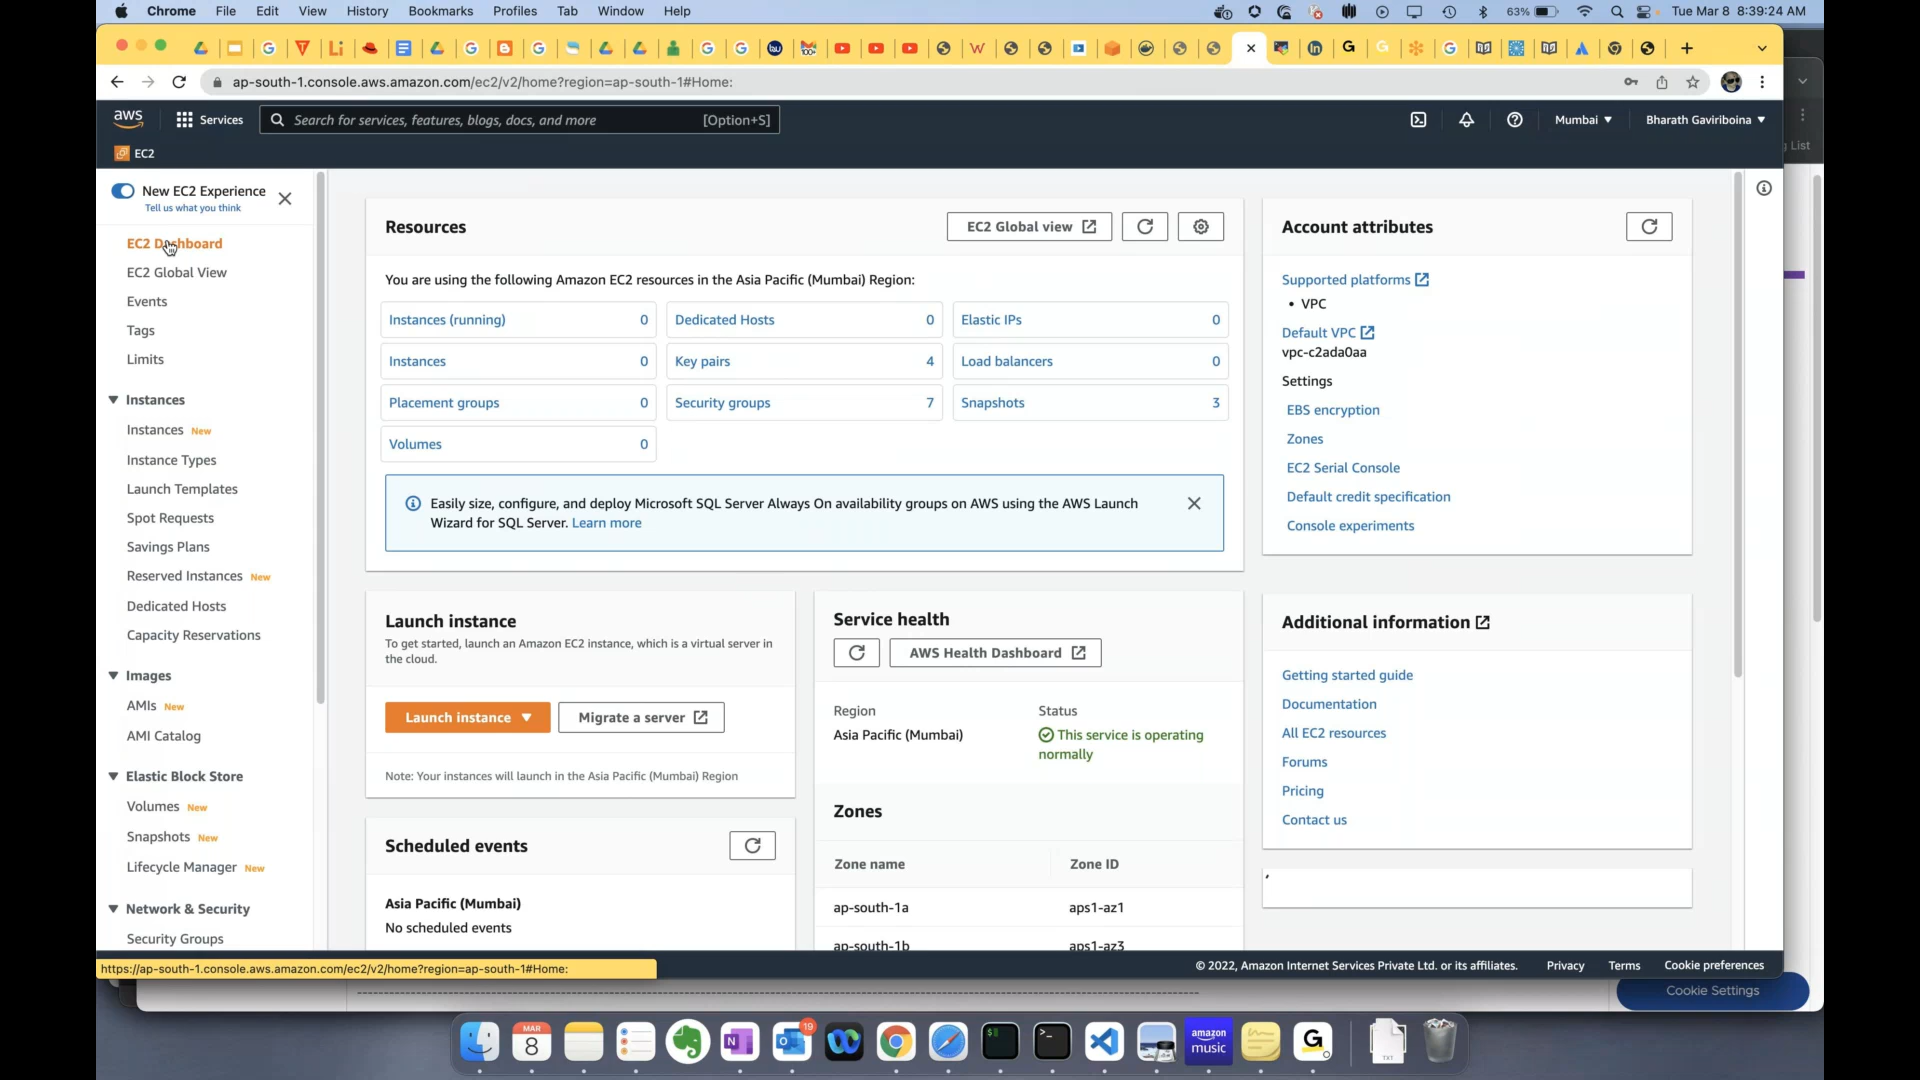 Chrome File Edit View History Bookmarks Profiles Tab Window Help
63% Tue Mar 8 8:39:24 AM
ap-south-1.console.aws.amazon.com/ec2/v2/home?region=ap-south-1#Home:
aws Services Search for services, features, blogs, docs, and more [Option+S] Mumbai Bharath Gaviriboina
g List
EC2
New EC2 Experience
Tell us what you think
EC2 Dashboard
EC2 Global View
Events
Tags
Limits
Instances
Instances New
Instance Types
Launch Templates
Spot Requests
Savings Plans
Reserved Instances New
Dedicated Hosts
Capacity Reservations
Images
AMIs New
AMI Catalog
Elastic Block Store
Volumes New
Snapshots New
Lifecycle Manager New
Network & Security
Security Groups
Resources
EC2 Global view
You are using the following Amazon EC2 resources in the Asia Pacific (Mumbai) Region:
Instances (running) 0 Dedicated Hosts 0 Elastic IPs 0
Instances 0 Key pairs 4 Load balancers 0
Placement groups 0 Security groups 7 Snapshots 3
Volumes 0
Easily size, configure, and deploy Microsoft SQL Server Always On availability groups on AWS using the AWS Launch
Wizard for SQL Server. Learn more
Launch instance
To get started, launch an Amazon EC2 instance, which is a virtual server in
the cloud.
Launch instance Migrate a server
Note: Your instances will launch in the Asia Pacific (Mumbai) Region
Scheduled events
Asia Pacific (Mumbai)
No scheduled events
Service health
AWS Health Dashboard
Region Status
Asia Pacific (Mumbai) This service is operating
normally
Zones
Zone name Zone ID
ap-south-1a aps1-az1
ap-south-1b aps1-az3
Account attributes
Supported platforms
• VPC
Default VPC
vpc-c2ada0aa
Settings
EBS encryption
Zones
EC2 Serial Console
Default credit specification
Console experiments
Additional information
Getting started guide
Documentation
All EC2 resources
Forums
Pricing
Contact us
https://ap-south-1.console.aws.amazon.com/ec2/v2/home?region=ap-south-1#Home:
© 2022, Amazon Internet Services Private Ltd. or its affiliates. Privacy Terms Cookie preferences
Cookie Settings
MAR
8
19
amazon
music
TXT